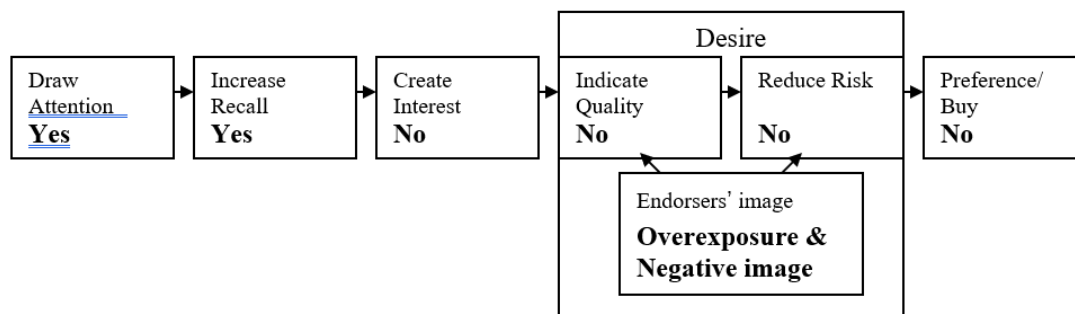 Desire
Draw
Attention
Yes
Increase
Recall
Yes
Create
Interest
No
Indicate
Quality
No
Reduce Risk
No
Preference/
Buy
No
Endorsers’ image
Overexposure &
Negative image